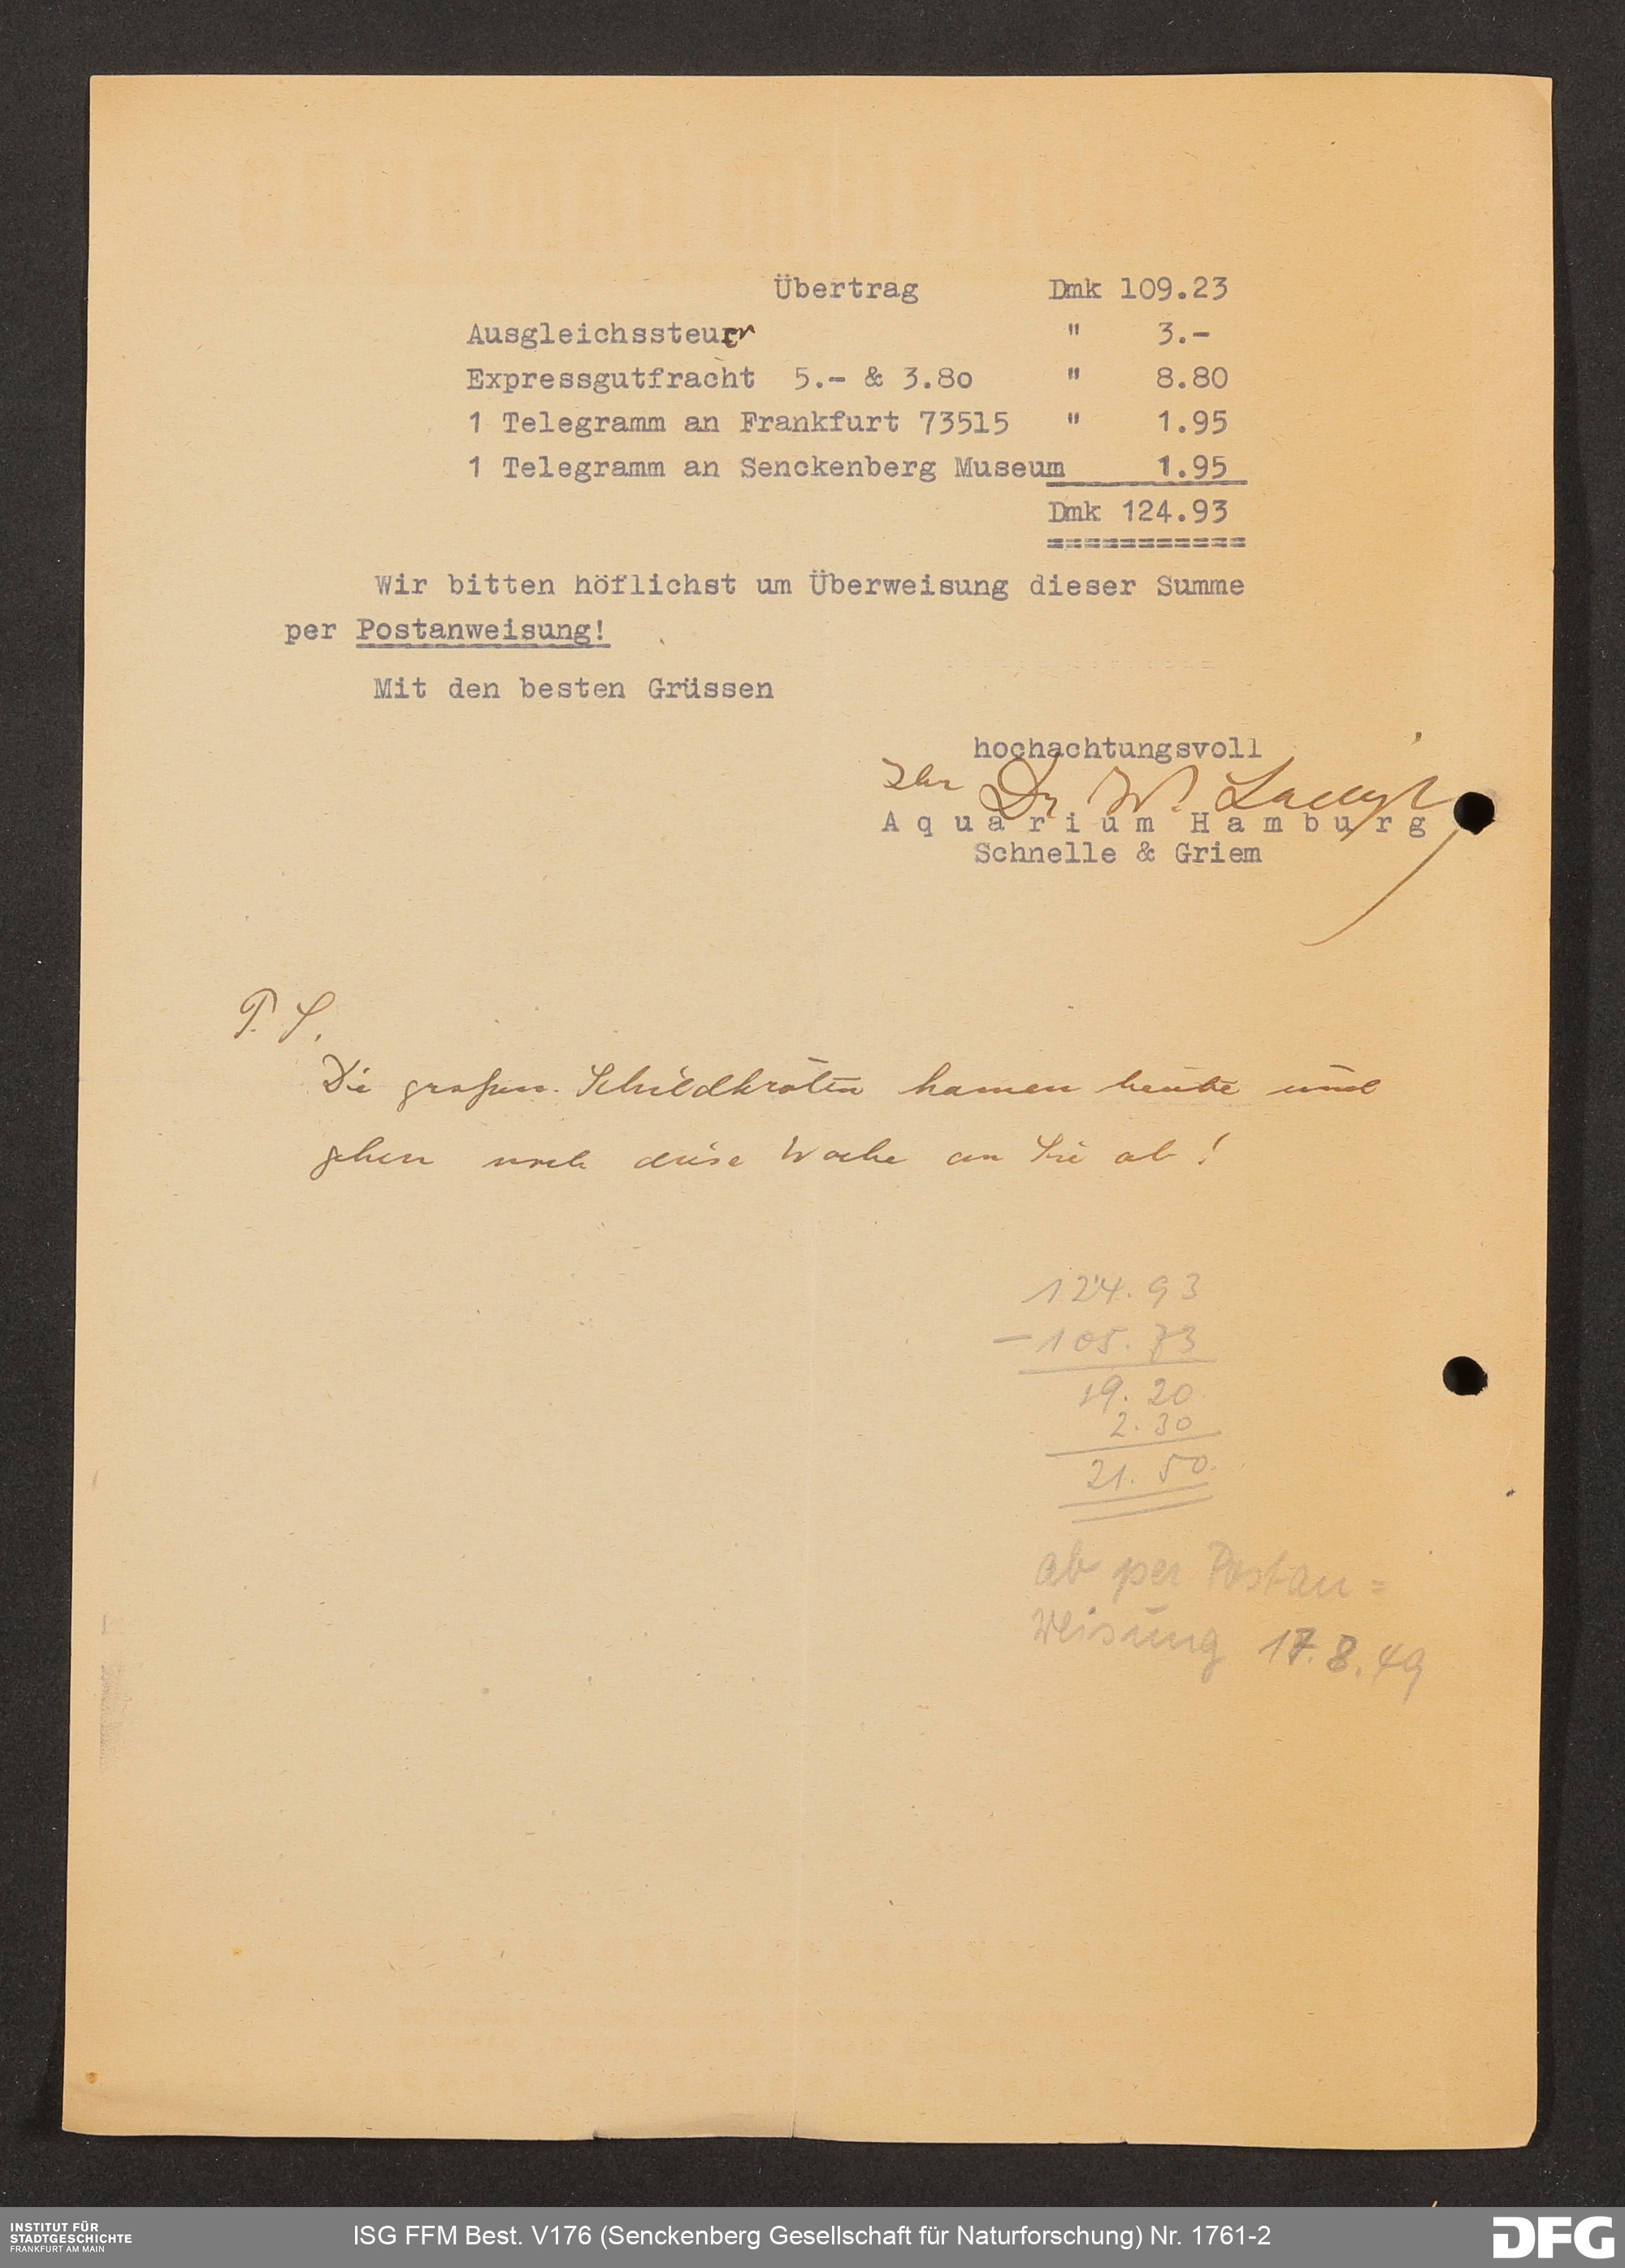 Übertrag Dmk 109.23
Ausgleichssteuer " 3.-
Expressgutfracht 5.- & 3.80 " 8.80
1 Telegramm an Frankfurt 73515 " 1.95
1 Telegramm an Senckenberg Museum 1.95
Dmk 124.93
===========
Wir bitten höflichst um Überweisung dieser Summe
per Postanweisung!
Mit den besten Grüssen
hochachtungsvoll
Ihr Dr. W.
Aquarium Hamburg
Schnelle & Griem
P. S.
Die großen Schildkröten kamen heute und
gehen noch diese Woche an Sie ab!
124.93
- 105.73
19.20
2.30
21.50
ab per Postan=
weisung 17.8.49
INSTITUT FÜR
STADTGESCHICHTE
FRANKFURT AM MAIN
ISG FFM Best. V176 (Senckenberg Gesellschaft für Naturforschung) Nr. 1761-2
DFG